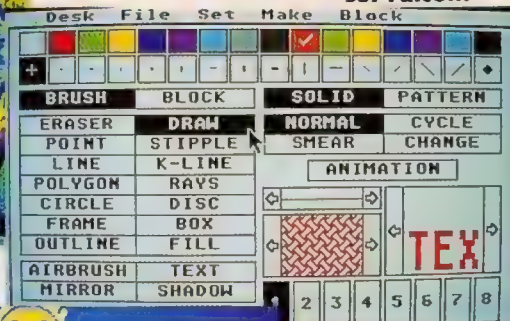 Desk File Set Make Block
BRUSH BLOCK SOLID PATTERN
ERASER DRAW NORMAL CYCLE
POINT STIPPLE SMEAR CHANGE
LINE K-LINE ANIMATION
POLYGON RAYS
CIRCLE DISC
FRAME BOX
OUTLINE FILL
TEX
AIRBRUSH TEXT
MIRROR SHADOW
2 3 4 5 6 7 8